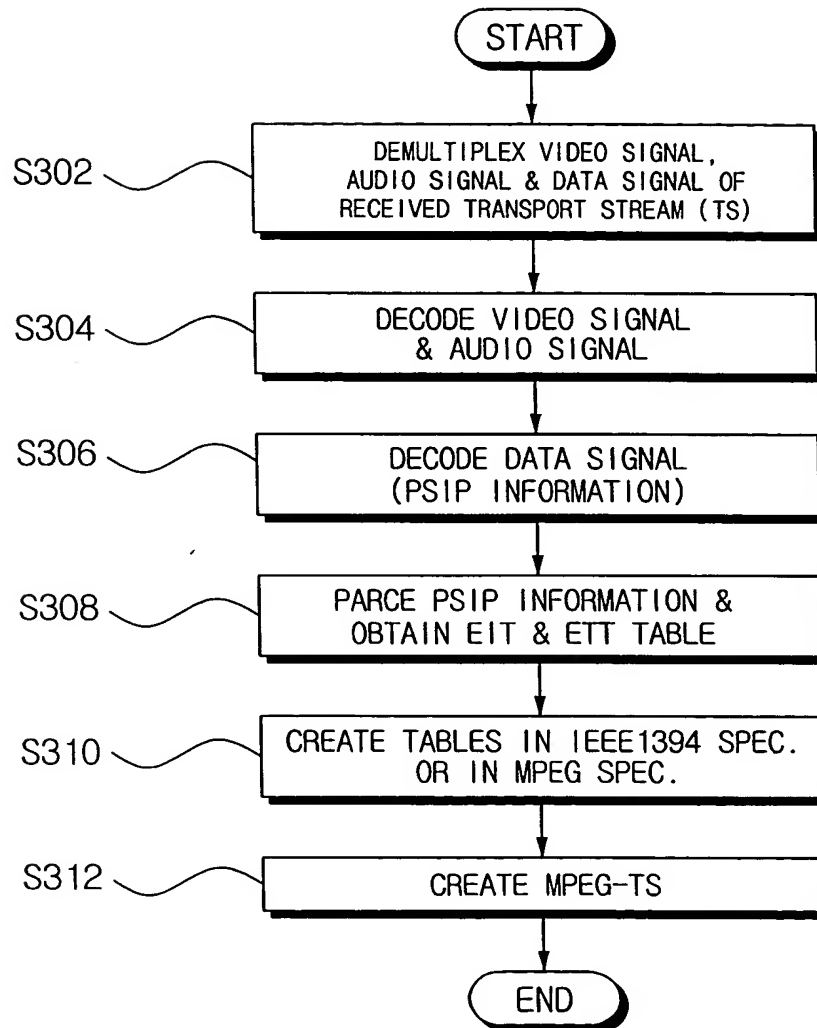 START
S302
DEMULTIPLEX VIDEO SIGNAL,
AUDIO SIGNAL & DATA SIGNAL OF
RECEIVED TRANSPORT STREAM (TS)
S304
DECODE VIDEO SIGNAL
& AUDIO SIGNAL
S306
DECODE DATA SIGNAL
(PSIP INFORMATION)
S308
PARCE PSIP INFORMATION &
OBTAIN EIT & ETT TABLE
S310
CREATE TABLES IN IEEE1394 SPEC.
OR IN MPEG SPEC.
S312
CREATE MPEG-TS
END